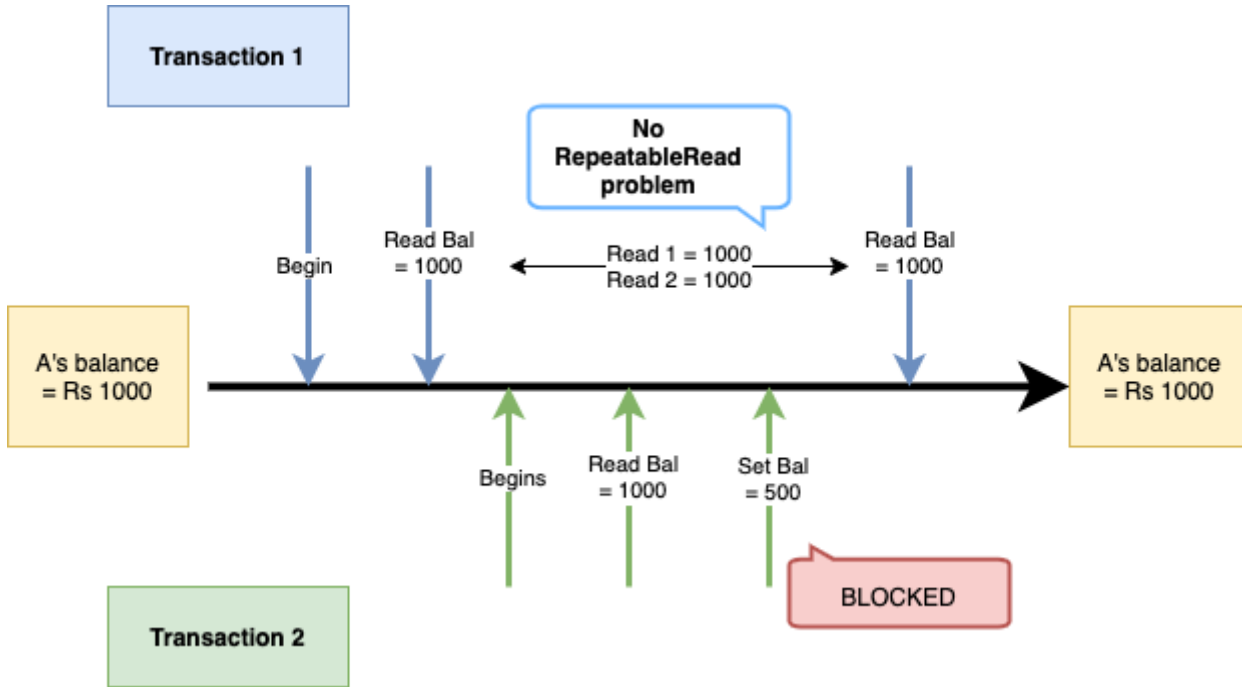 Transaction 1
No
RepeatableRead
problem
Begin
Read Bal
= 1000
Read 1 = 1000
Read 2 = 1000
Read Bal
= 1000
A's balance
= Rs 1000
A's balance
= Rs 1000
Begins
Read Bal
= 1000
Set Bal
= 500
BLOCKED
Transaction 2